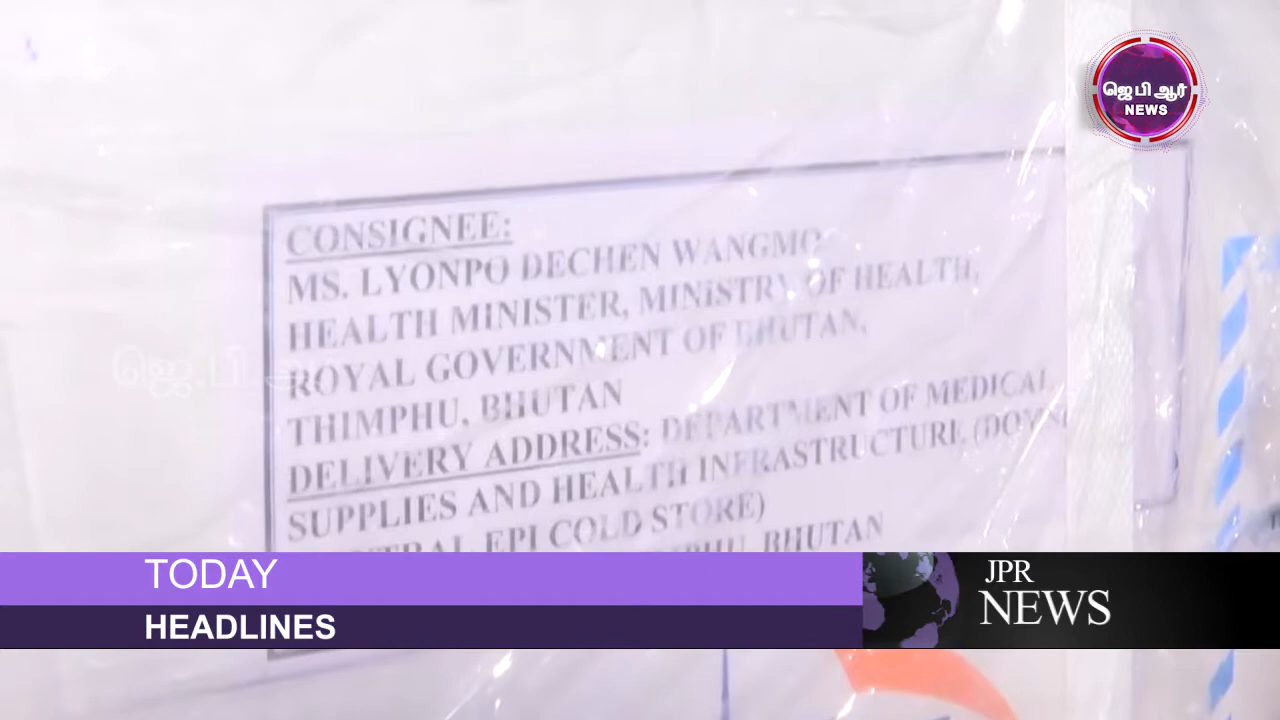 ஜெ பி ஆர்
NEWS
CONSIGNEE:
MS. LYONPO DECHEN WANGMO
HEALTH MINISTER, MINISTRY OF HEALTH,
ROYAL GOVERNMENT OF BHUTAN,
THIMPHU, BHUTAN
DELIVERY ADDRESS: DEPARTMENT OF MEDICAL
SUPPLIES AND HEALTH INFRASTRUCTURE
EPI COLD STORE)
BHUTAN
ஜெ.பி.
TODAY
HEADLINES
JPR
NEWS